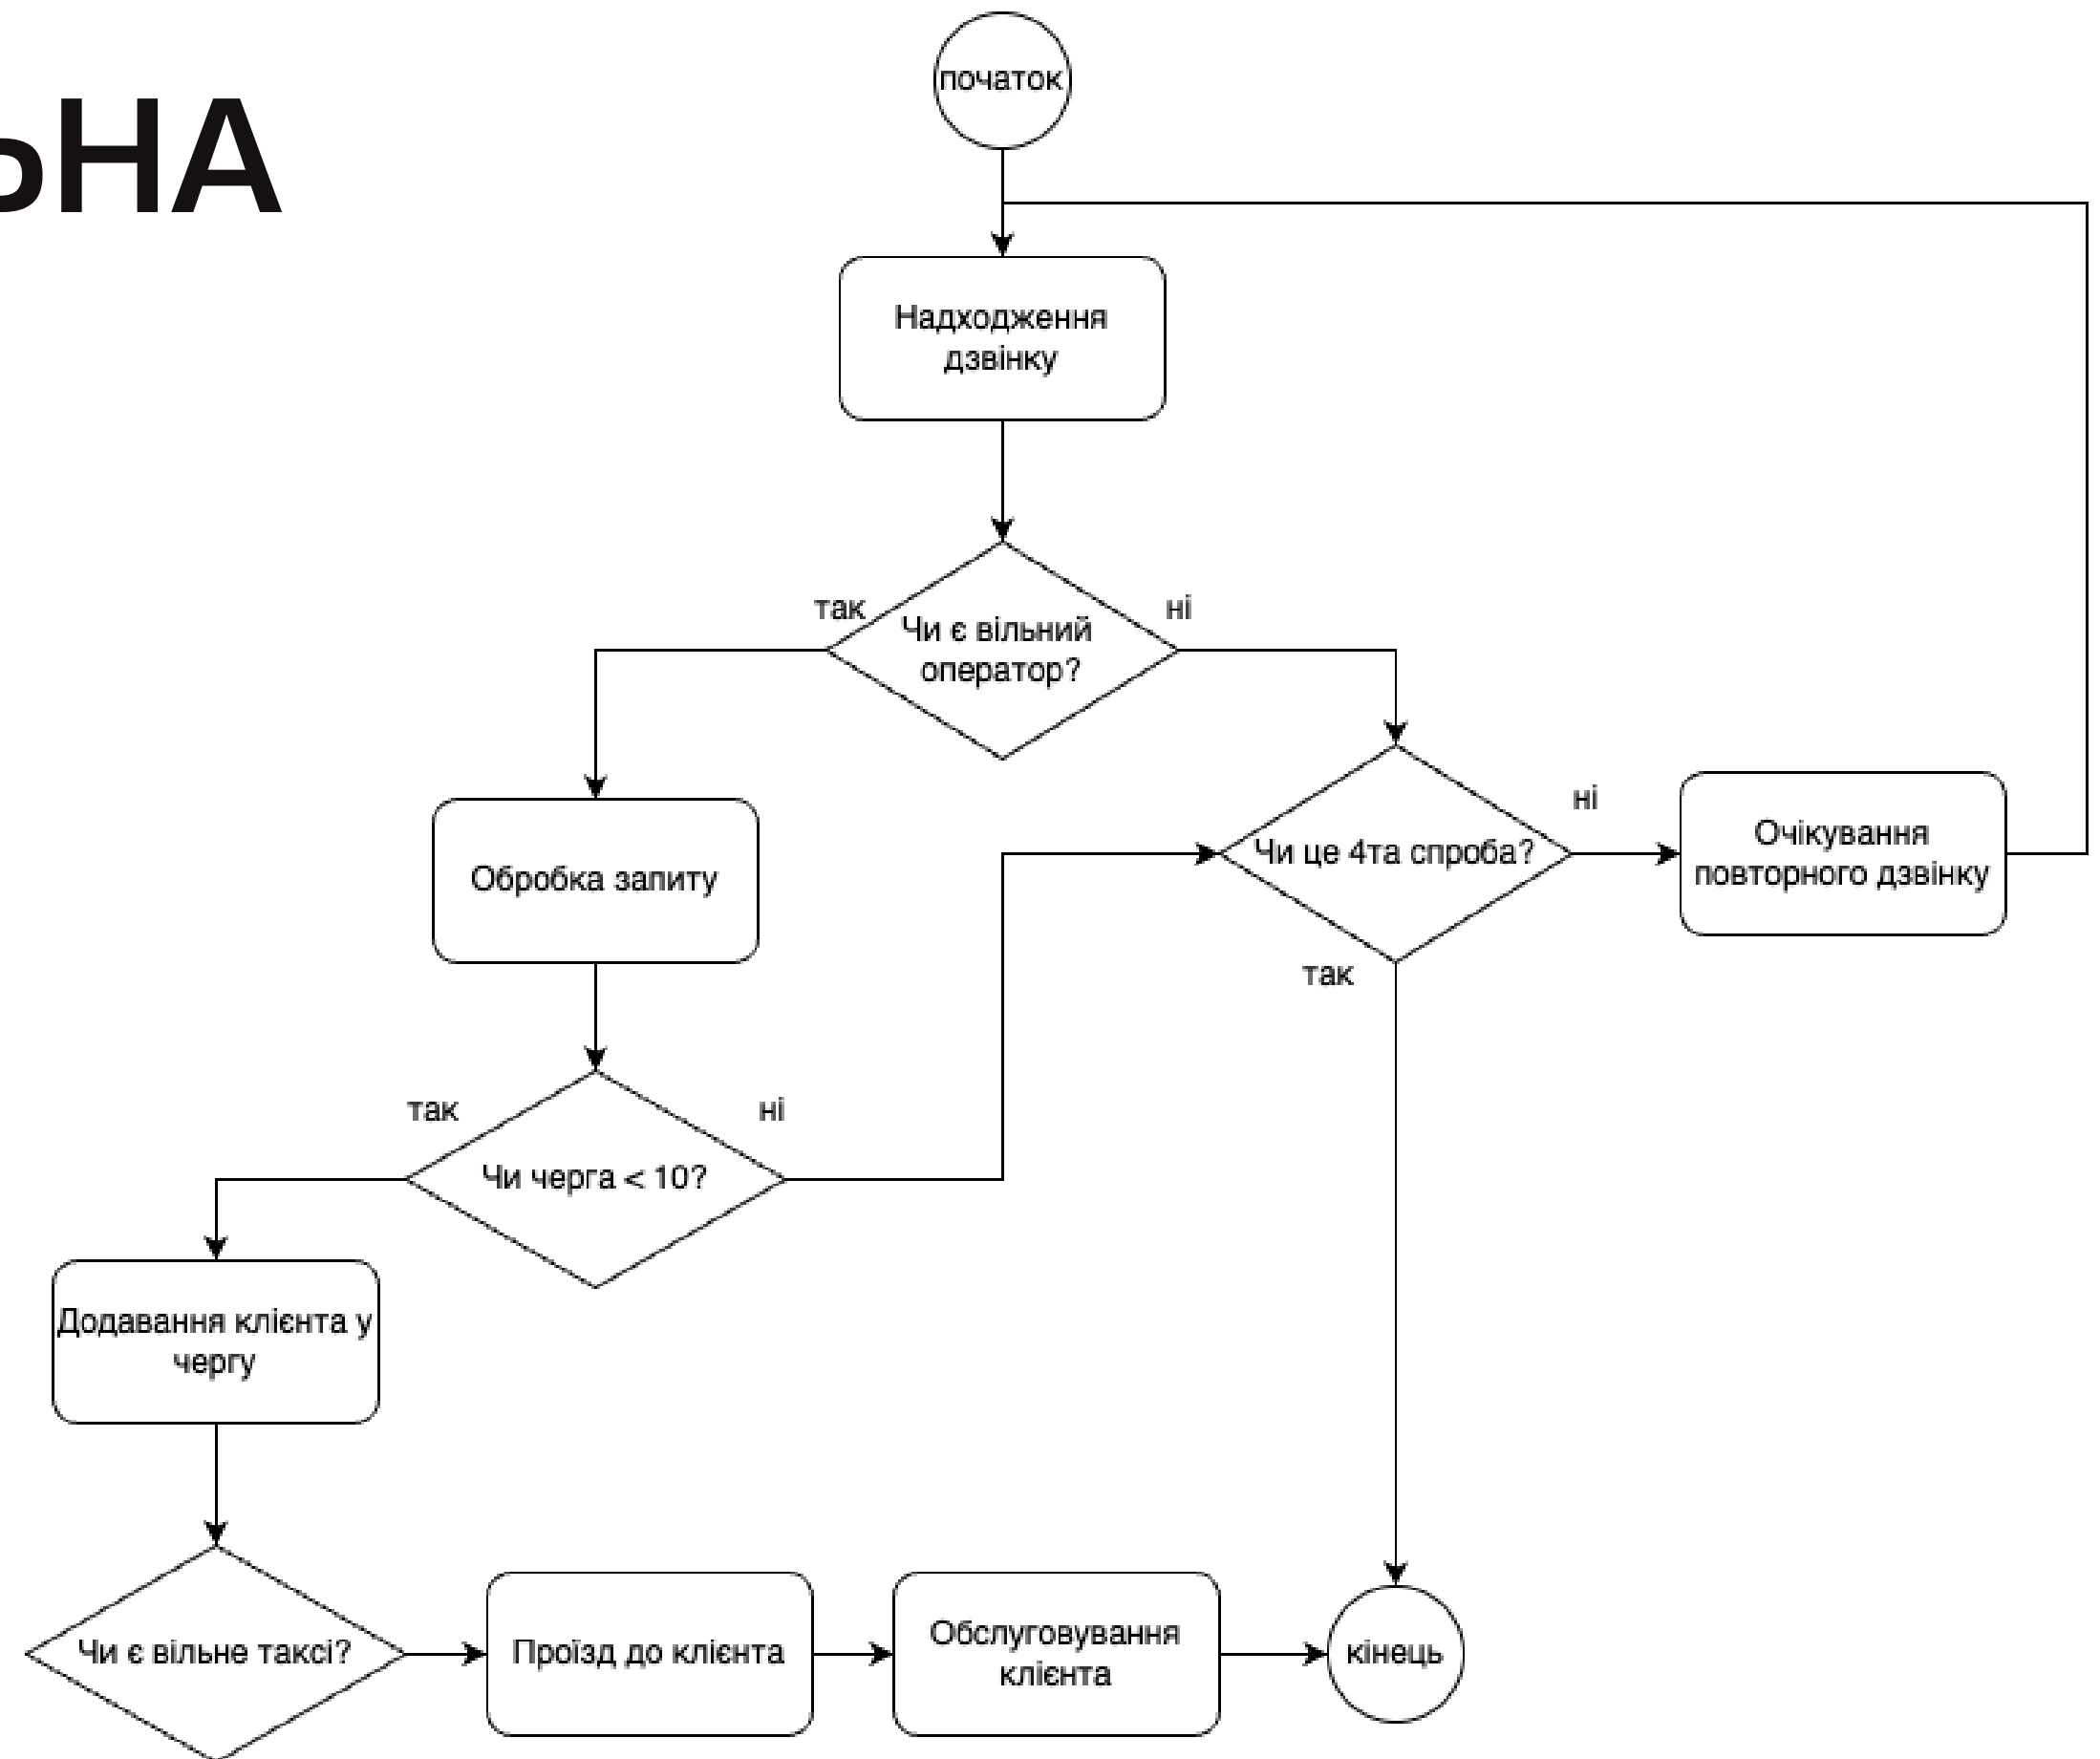 ЬНА
початок
Надходження
дзвінку
так
ні
Чи є вільний
оператор?
ні
Обробка запиту
Чи це 4та спроба?
Очікування
повторного дзвінку
так
так
ні
Чи черга < 10?
Додавання клієнта у
чергу
Чи є вільне таксі?
Проїзд до клієнта
Обслуговування
клієнта
кінець